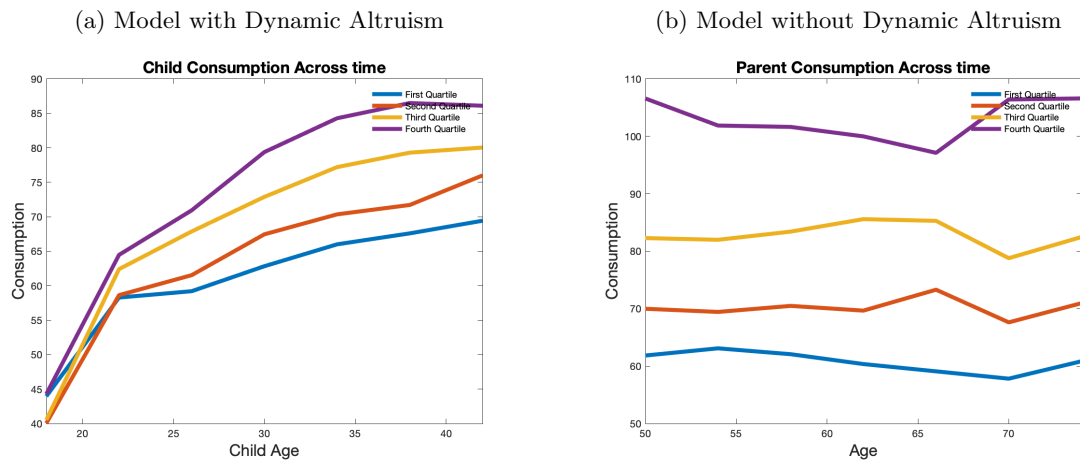 (a) Model with Dynamic Altruism
Child Consumption Across time
90
85
80
75
70
65
60
55
50
45
40
Consumption
First Quartile
Second Quartile
Third Quartile
Fourth Quartile
20
25
30
35
40
Child Age
(b) Model without Dynamic Altruism
Parent Consumption Across time
110
100
90
80
70
60
50
Consumption
First Quartile
Second Quartile
Third Quartile
Fourth Quartile
50
55
60
65
70
Age